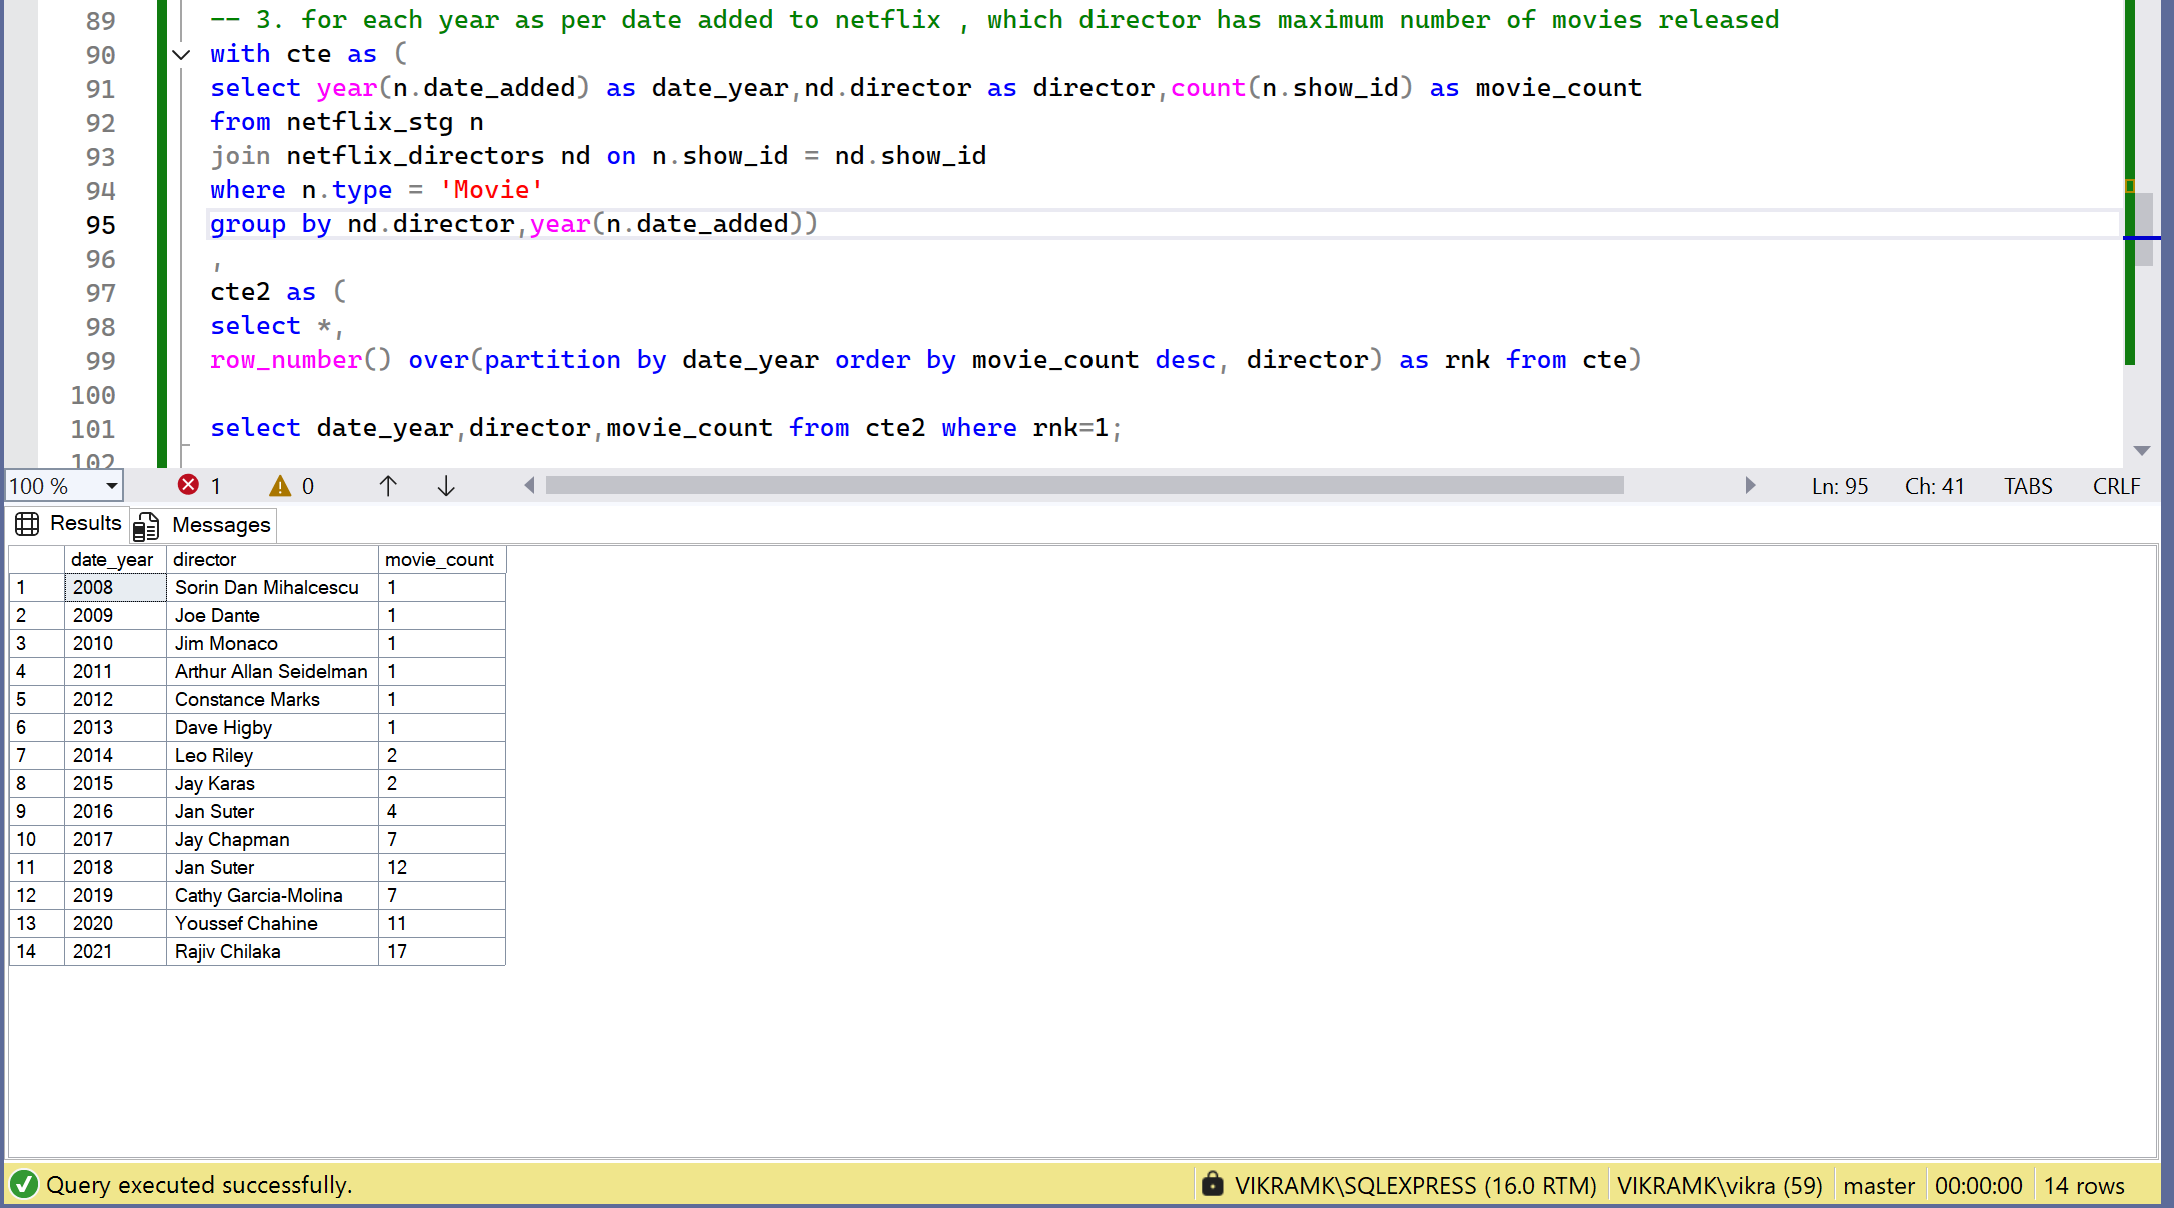 89 -- 3. for each year as per date added to netflix , which director has maximum number of movies released
90 with cte as (
91 select year(n.date_added) as date_year,nd.director as director,count(n.show_id) as movie_count
92 from netflix_stg n
93 join netflix_directors nd on n.show_id = nd.show_id
94 where n.type = 'Movie'
95 group by nd.director,year(n.date_added))
96 ,
97 cte2 as (
98 select *,
99 row_number() over(partition by date_year order by movie_count desc, director) as rnk from cte)
100
101 select date_year,director,movie_count from cte2 where rnk=1;
102
100 % 1 0 Ln: 95 Ch: 41 TABS CRLF
Results Messages
date_year director movie_count
1 2008 Sorin Dan Mihalcescu 1
2 2009 Joe Dante 1
3 2010 Jim Monaco 1
4 2011 Arthur Allan Seidelman 1
5 2012 Constance Marks 1
6 2013 Dave Higby 1
7 2014 Leo Riley 2
8 2015 Jay Karas 2
9 2016 Jan Suter 4
10 2017 Jay Chapman 7
11 2018 Jan Suter 12
12 2019 Cathy Garcia-Molina 7
13 2020 Youssef Chahine 11
14 2021 Rajiv Chilaka 17
Query executed successfully. VIKRAMK\SQLEXPRESS (16.0 RTM) VIKRAMK\vikra (59) master 00:00:00 14 rows